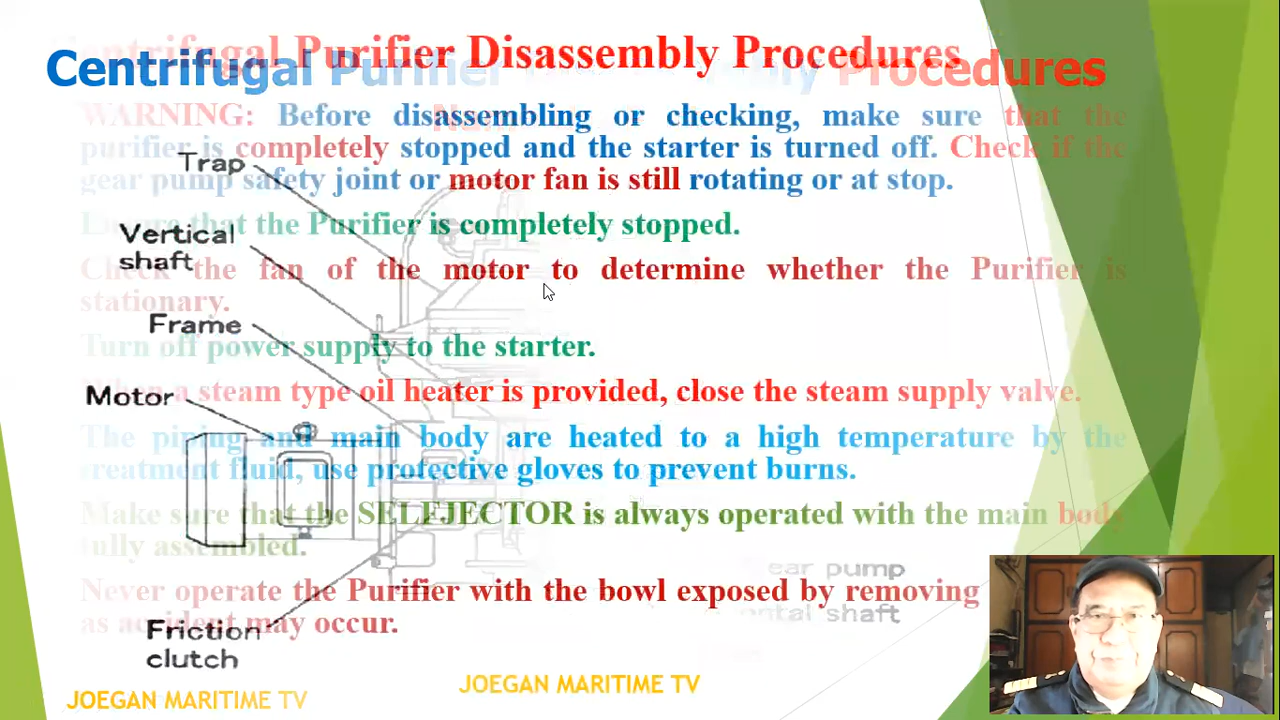 Centrifugal Purifier Disassembly Procedures
Centrifugal Purifier Procedures
WARNING: Before disassembling or checking, make sure that the
purifier is completely stopped and the starter is turned off. Check if the
gear pump safety joint or motor fan is still rotating or at stop.
Trap
Ensure that the Purifier is completely stopped.
Vertical
shaft
Check the fan of the motor to determine whether the Purifier is
stationary.
Frame
Turn off power supply to the starter.
When a steam type oil heater is provided, close the steam supply valve.
Motor
The piping and main body are heated to a high temperature by the
treatment fluid, use protective gloves to prevent burns.
Make sure that the SELEJECTOR is always operated with the main body
fully assembled.
ear pump
Never operate the Purifier with the bowl exposed by removing
ntal shaft
as accident may occur.
Friction
clutch
JOEGAN MARITIME TV
JOEGAN MARITIME TV